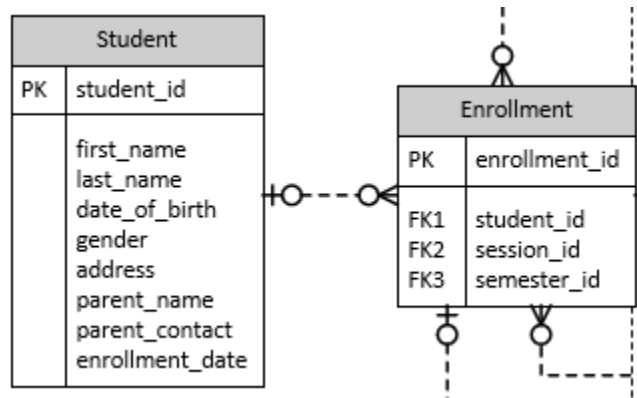 Student
PK student_id
first_name
last_name
date_of_birth
gender
address
parent_name
parent_contact
enrollment_date
Enrollment
PK enrollment_id
FK1 student_id
FK2 session_id
FK3 semester_id